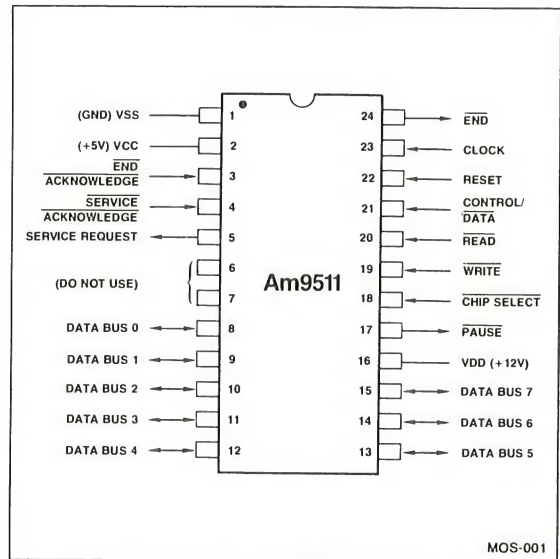 (GND) VSS
(+5V) VCC
END
ACKNOWLEDGE
SERVICE
ACKNOWLEDGE
SERVICE REQUEST
(DO NOT USE)
DATA BUS 0
DATA BUS 1
DATA BUS 2
DATA BUS 3
DATA BUS 4
1
2
3
4
5
6
7
8
9
10
11
12
Am9511
24
23
22
21
20
19
18
17
16
15
14
13
END
CLOCK
RESET
CONTROL/
DATA
READ
WRITE
CHIP SELECT
PAUSE
VDD (+12V)
DATA BUS 7
DATA BUS 6
DATA BUS 5
MOS-001